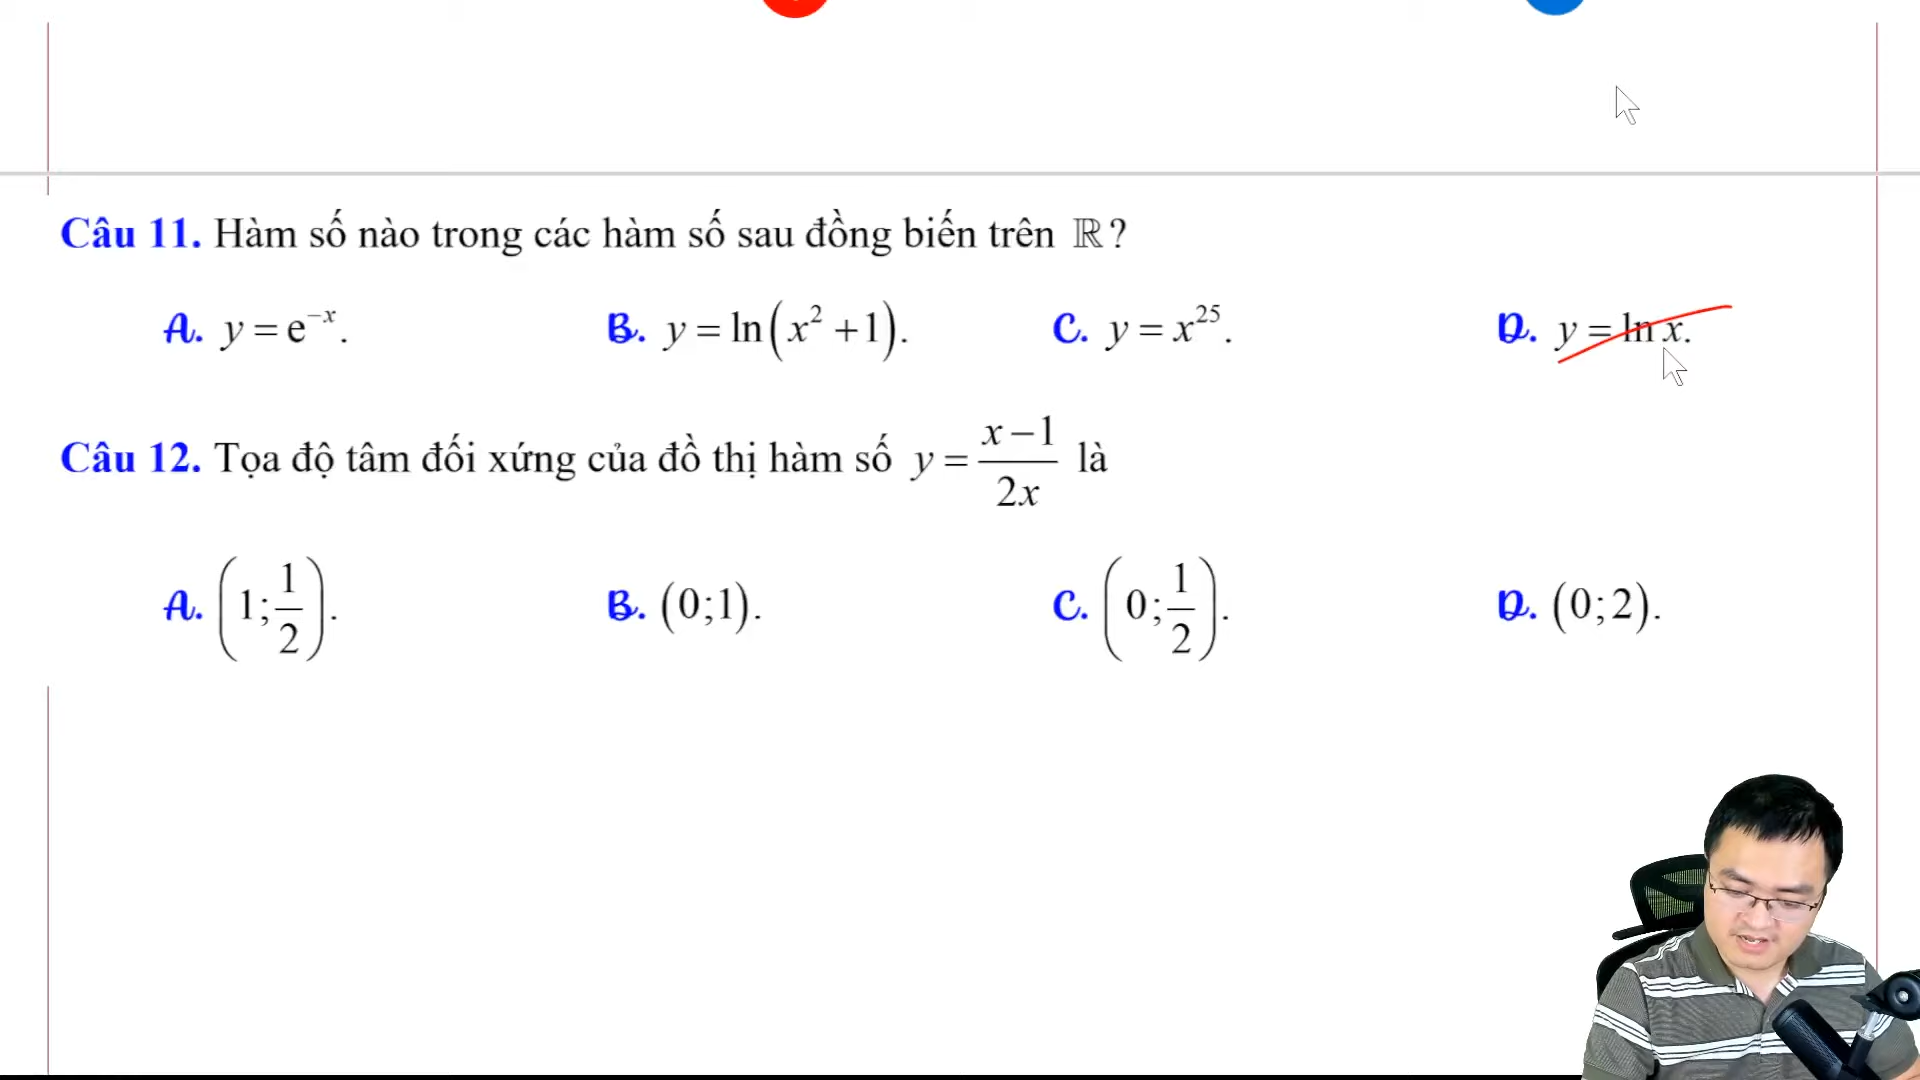 Câu 11. Hàm số nào trong các hàm số sau đồng biến trên ℝ?
A. y = e⁻ˣ. B. y = ln(x² + 1). C. y = x²⁵. D. y = ln x.
Câu 12. Tọa độ tâm đối xứng của đồ thị hàm số y = (x − 1)/(2x) là
A. (1; 1/2). B. (0;1). C. (0; 1/2). D. (0;2).